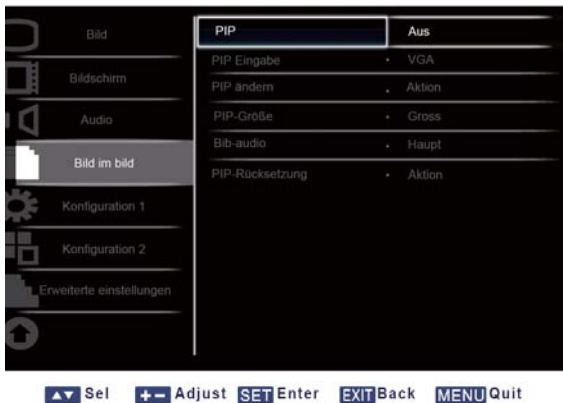 Bild
Bildschirm
Audio
Bild im bild
Konfiguration 1
Konfiguration 2
Erweiterte einstellungen
PIP Aus
PIP Eingabe • VGA
PIP ändern • Aktion
PIP-Größe • Gross
Bib-audio • Haupt
PIP-Rücksetzung • Aktion
▲▼ Sel + − Adjust SET Enter EXIT Back MENU Quit